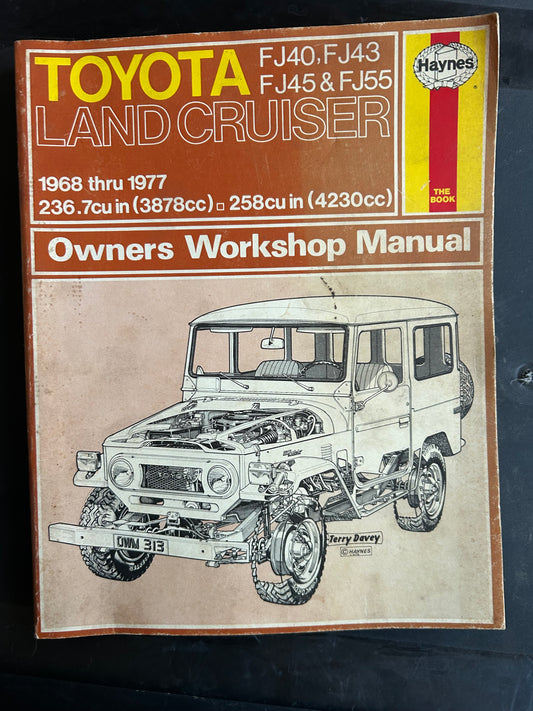 TOYOTA FJ40, FJ43
FJ45 & FJ55
LAND CRUISER
1968 thru 1977
236.7cu in (3878cc) □ 258cu in (4230cc)
Haynes
®
THE
BOOK
Owners Workshop Manual
OWM 313
Terry Davey
© HAYNES